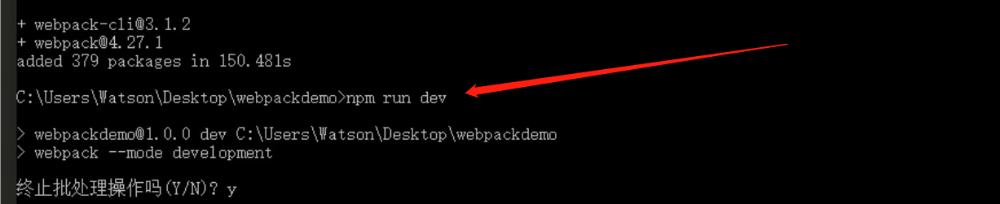 + webpack-cli@3.1.2
+ webpack@4.27.1
added 379 packages in 150.481s
C:\Users\Watson\Desktop\webpackdemo>npm run dev
> webpackdemo@1.0.0 dev C:\Users\Watson\Desktop\webpackdemo
> webpack --mode development
终止批处理操作吗(Y/N)? y